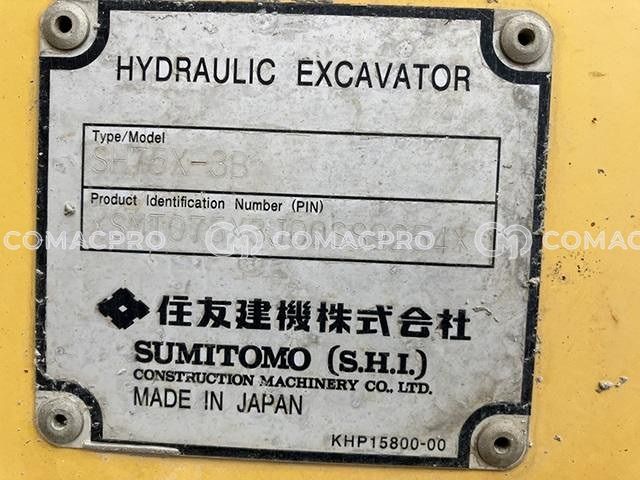 HYDRAULIC EXCAVATOR
Type/Model
SH75X-3B
Product Identification Number (PIN)
COMACPRO COMACPRO COMACPRO
住友建機株式会社
SUMITOMO (S.H.I.)
CONSTRUCTION MACHINERY CO., LTD.
MADE IN JAPAN
KHP15800-00